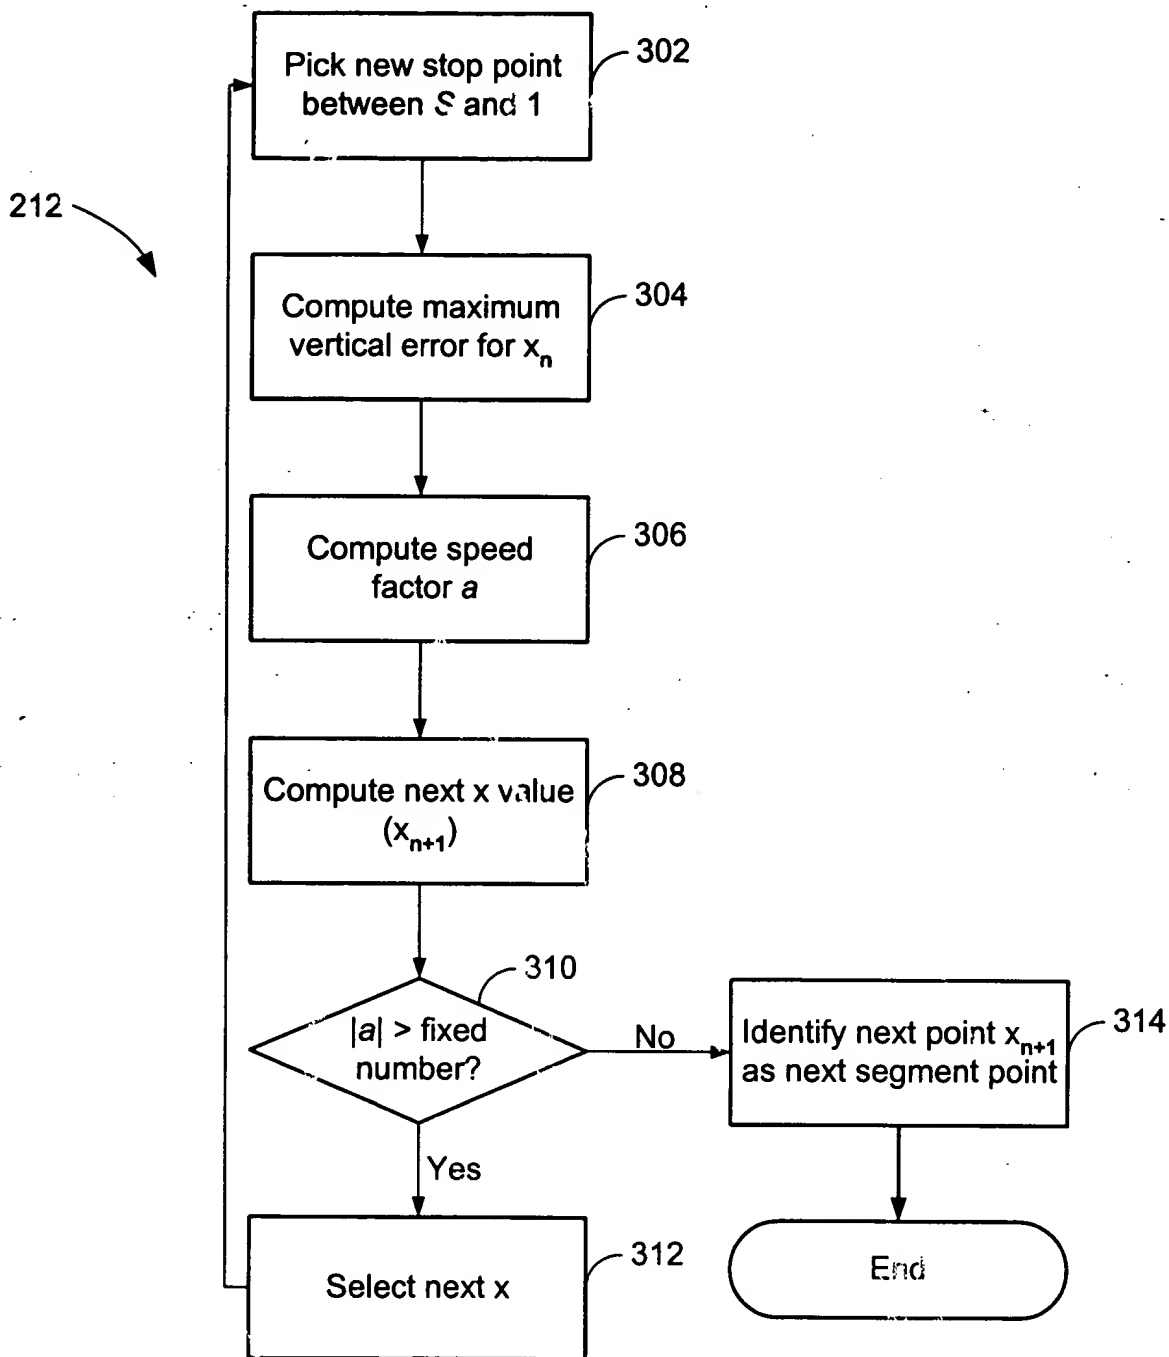 Pick new stop point
between S and 1
302
212
Compute maximum
vertical error for xn
304
Compute speed
factor a
306
Compute next x value
(xn+1)
308
|a| > fixed
number?
310
No
Identify next point xn+1
as next segment point
314
Yes
Select next x
312
End